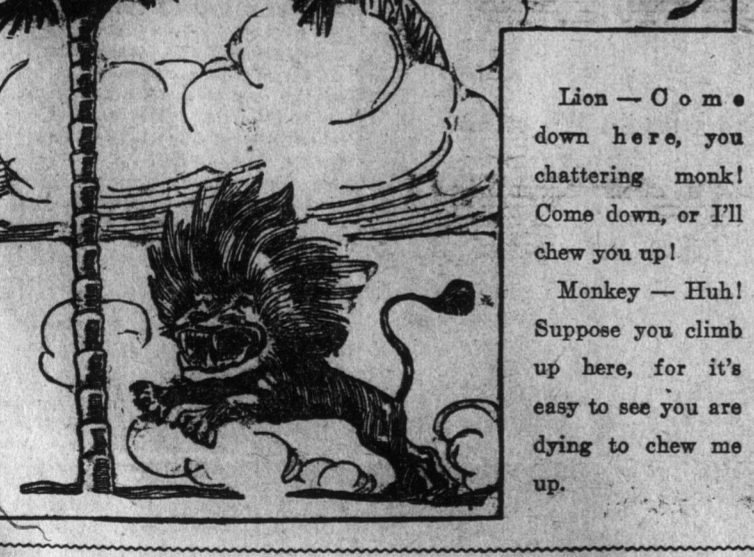 Lion — Come
down here, you
chattering monk!
Come down, or I'll
chew you up!
Monkey — Huh!
Suppose you climb
up here, for it's
easy to see you are
dying to chew me
up.